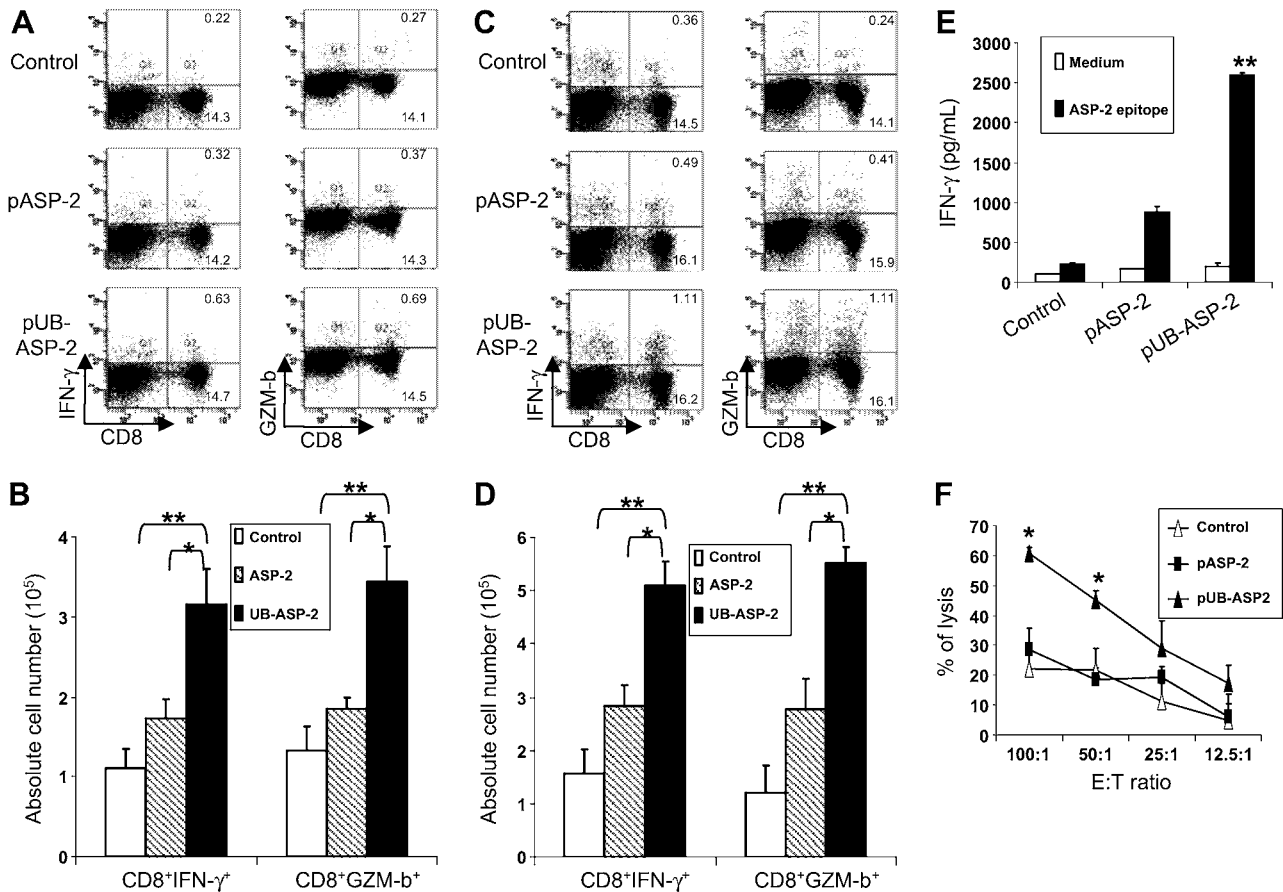 A
Control
0.22
14.3
0.27
14.1
pASP-2
0.32
14.2
0.37
14.3
pUB-
ASP-2
0.63
14.7
0.69
14.5
IFN-γ
CD8
GZM-b
CD8
C
Control
0.36
14.5
0.24
14.1
pASP-2
0.49
16.1
0.41
15.9
pUB-
ASP-2
1.11
16.2
1.11
16.1
IFN-γ
CD8
GZM-b
CD8
E
IFN-γ (pg/mL)
3000
2500
2000
1500
1000
500
0
Medium
ASP-2 epitope
**
Control
pASP-2
pUB-ASP-2
B
Absolute cell number (10⁵)
4
3
2
1
0
**
*
**
*
Control
ASP-2
UB-ASP-2
CD8⁺IFN-γ⁺
CD8⁺GZM-b⁺
D
Absolute cell number (10⁵)
6
5
4
3
2
1
0
**
*
**
*
Control
ASP-2
UB-ASP-2
CD8⁺IFN-γ⁺
CD8⁺GZM-b⁺
F
% of lysis
70
60
50
40
30
20
10
0
*
*
Control
pASP-2
pUB-ASP2
100:1
50:1
25:1
12.5:1
E:T ratio